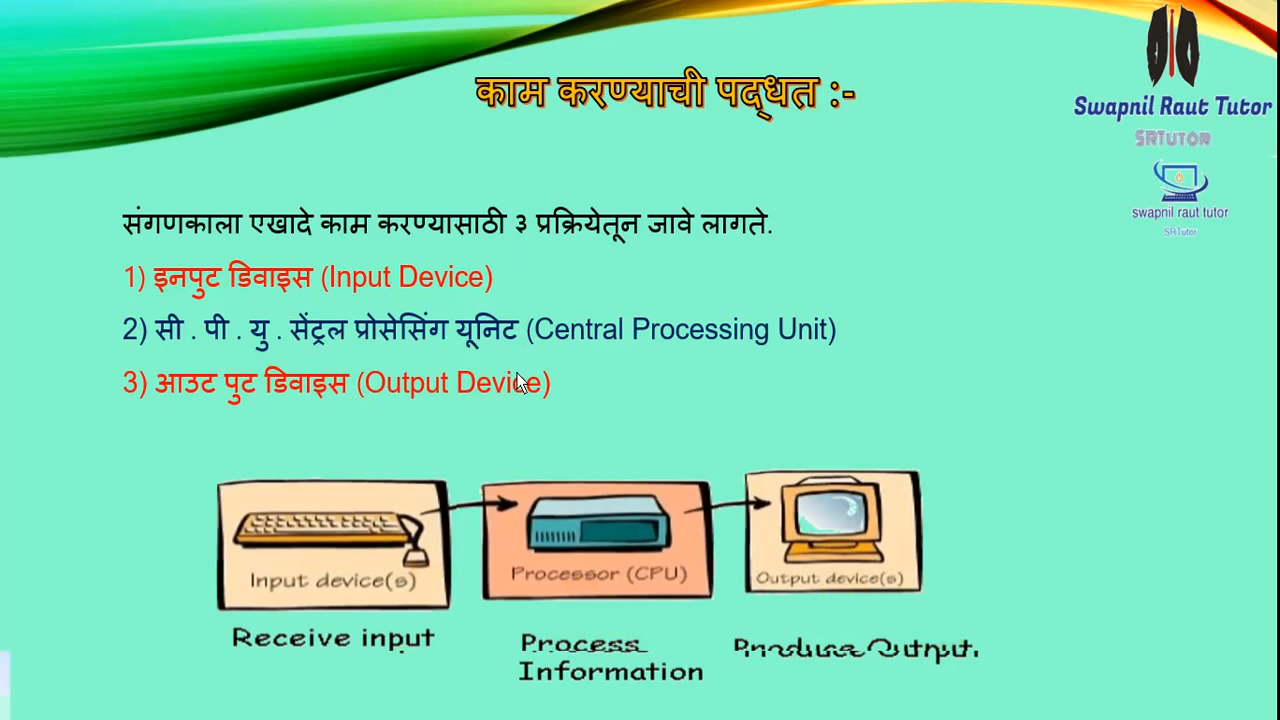 काम करण्याची पद्धत :-
Swapnil Raut Tutor
SRTUTOR
swapnil raut tutor
SRTutor
संगणकाला एखादे काम करण्यासाठी ३ प्रक्रियेतून जावे लागते.
1) इनपुट डिवाइस (Input Device)
2) सी . पी . यु . सेंट्रल प्रोसेसिंग यूनिट (Central Processing Unit)
3) आउट पुट डिवाइस (Output Device)
Input device(s)
Processor (CPU)
Output device(s)
Receive input
Process
Information
Produce Output.